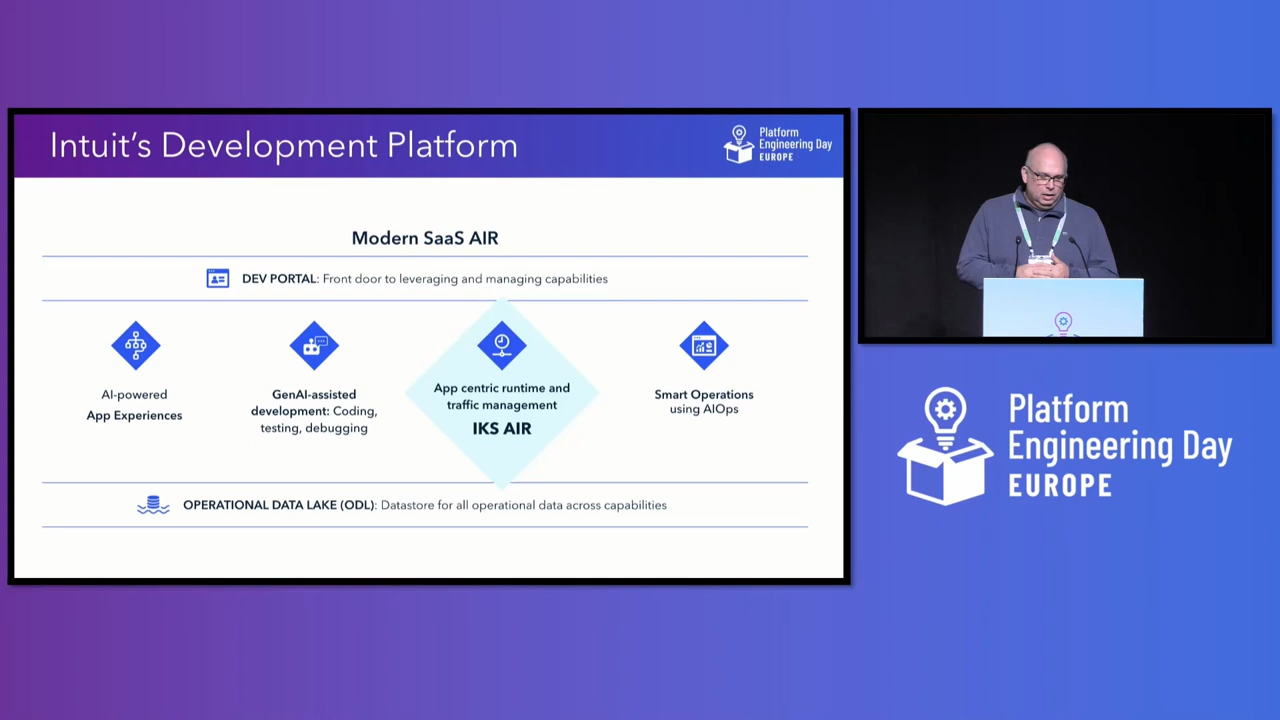 Intuit's Development Platform
Platform
Engineering Day
EUROPE
Modern SaaS AIR
DEV PORTAL: Front door to leveraging and managing capabilities
AI-powered
App Experiences
GenAI-assisted
development: Coding,
testing, debugging
App centric runtime and
traffic management
IKS AIR
Smart Operations
using AIOps
OPERATIONAL DATA LAKE (ODL): Datastore for all operational data across capabilities
Platform
Engineering Day
EUROPE